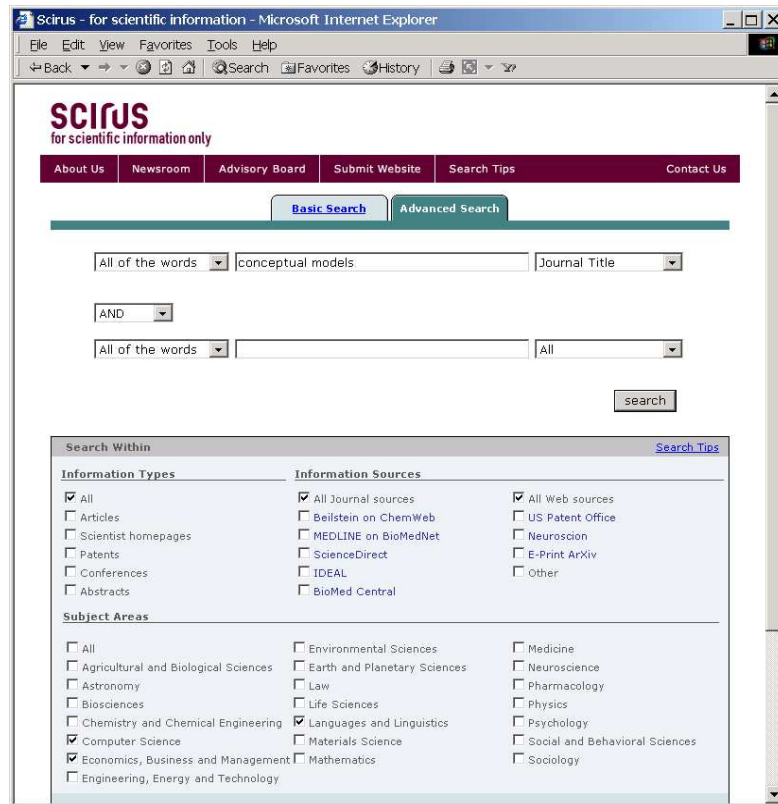 Scirus - for scientific information - Microsoft Internet Explorer
File Edit View Favorites Tools Help
Back Search Favorites History
SCIRUS
for scientific information only
About Us Newsroom Advisory Board Submit Website Search Tips Contact Us
Basic Search Advanced Search
All of the words conceptual models Journal Title
AND
All of the words All
search
Search Within Search Tips
Information Types Information Sources
All All Journal sources All Web sources
Articles Beilstein on ChemWeb US Patent Office
Scientist homepages MEDLINE on BioMedNet Neuroscion
Patents ScienceDirect E-Print ArXiv
Conferences IDEAL Other
Abstracts BioMed Central
Subject Areas
All Environmental Sciences Medicine
Agricultural and Biological Sciences Earth and Planetary Sciences Neuroscience
Astronomy Law Pharmacology
Biosciences Life Sciences Physics
Chemistry and Chemical Engineering Languages and Linguistics Psychology
Computer Science Materials Science Social and Behavioral Sciences
Economics, Business and Management Mathematics Sociology
Engineering, Energy and Technology